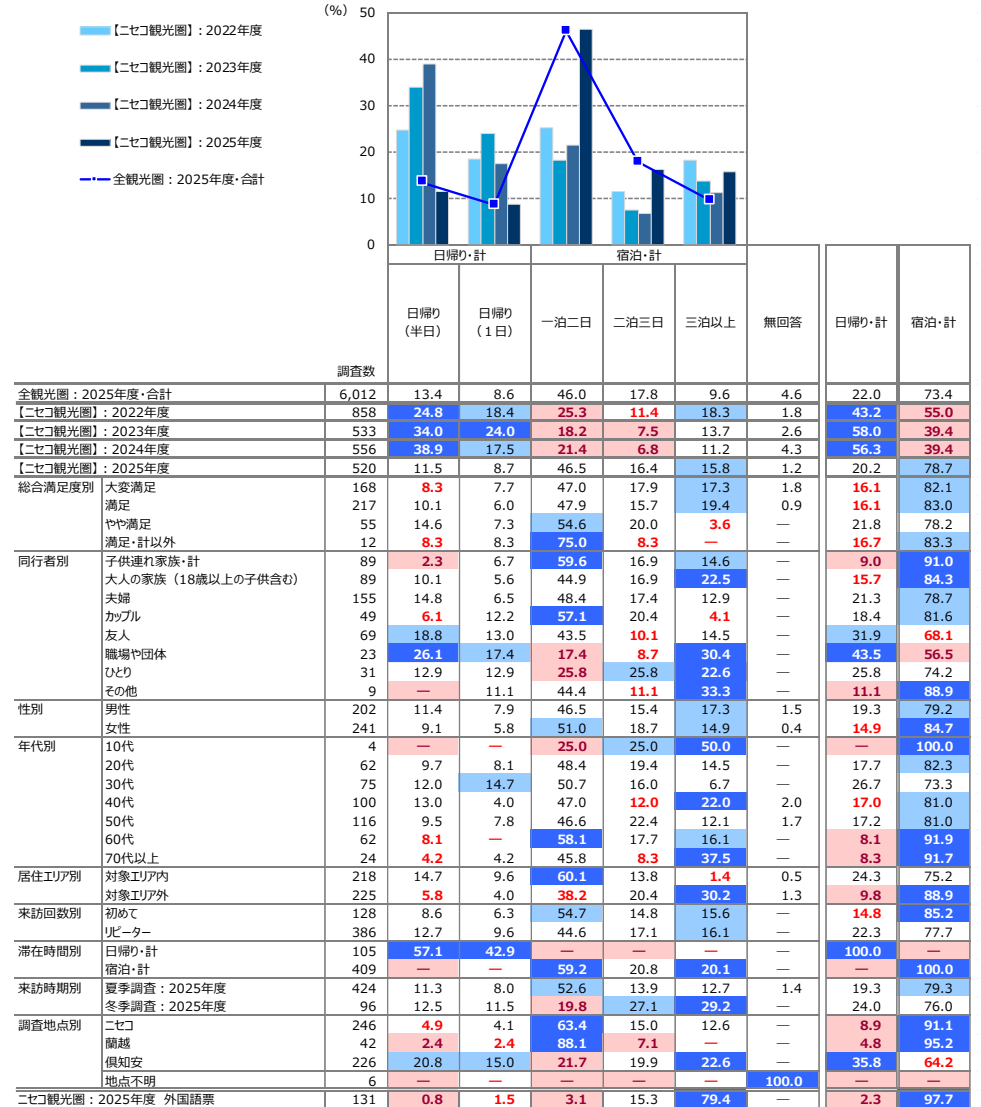 （%）
50
40
30
20
10
0
【ニセコ観光圏】：2022年度
【ニセコ観光圏】：2023年度
【ニセコ観光圏】：2024年度
【ニセコ観光圏】：2025年度
全観光圏：2025年度・合計
日帰り・計 宿泊・計
調査数 日帰り（半日） 日帰り（１日） 一泊二日 二泊三日 三泊以上 無回答 日帰り・計 宿泊・計
全観光圏：2025年度・合計 6,012 13.4 8.6 46.0 17.8 9.6 4.6 22.0 73.4
【ニセコ観光圏】：2022年度 858 24.8 18.4 25.3 11.4 18.3 1.8 43.2 55.0
【ニセコ観光圏】：2023年度 533 34.0 24.0 18.2 7.5 13.7 2.6 58.0 39.4
【ニセコ観光圏】：2024年度 556 38.9 17.5 21.4 6.8 11.2 4.3 56.3 39.4
【ニセコ観光圏】：2025年度 520 11.5 8.7 46.5 16.4 15.8 1.2 20.2 78.7
総合満足度別 大変満足 168 8.3 7.7 47.0 17.9 17.3 1.8 16.1 82.1
満足 217 10.1 6.0 47.9 15.7 19.4 0.9 16.1 83.0
やや満足 55 14.6 7.3 54.6 20.0 3.6 — 21.8 78.2
満足・計以外 12 8.3 8.3 75.0 8.3 — — 16.7 83.3
同行者別 子供連れ家族・計 89 2.3 6.7 59.6 16.9 14.6 — 9.0 91.0
大人の家族（18歳以上の子供含む） 89 10.1 5.6 44.9 16.9 22.5 — 15.7 84.3
夫婦 155 14.8 6.5 48.4 17.4 12.9 — 21.3 78.7
カップル 49 6.1 12.2 57.1 20.4 4.1 — 18.4 81.6
友人 69 18.8 13.0 43.5 10.1 14.5 — 31.9 68.1
職場や団体 23 26.1 17.4 17.4 8.7 30.4 — 43.5 56.5
ひとり 31 12.9 12.9 25.8 25.8 22.6 — 25.8 74.2
その他 9 — 11.1 44.4 11.1 33.3 — 11.1 88.9
性別 男性 202 11.4 7.9 46.5 15.4 17.3 1.5 19.3 79.2
女性 241 9.1 5.8 51.0 18.7 14.9 0.4 14.9 84.7
年代別 10代 4 — — 25.0 25.0 50.0 — — 100.0
20代 62 9.7 8.1 48.4 19.4 14.5 — 17.7 82.3
30代 75 12.0 14.7 50.7 16.0 6.7 — 26.7 73.3
40代 100 13.0 4.0 47.0 12.0 22.0 2.0 17.0 81.0
50代 116 9.5 7.8 46.6 22.4 12.1 1.7 17.2 81.0
60代 62 8.1 — 58.1 17.7 16.1 — 8.1 91.9
70代以上 24 4.2 4.2 45.8 8.3 37.5 — 8.3 91.7
居住エリア別 対象エリア内 218 14.7 9.6 60.1 13.8 1.4 0.5 24.3 75.2
対象エリア外 225 5.8 4.0 38.2 20.4 30.2 1.3 9.8 88.9
来訪回数別 初めて 128 8.6 6.3 54.7 14.8 15.6 — 14.8 85.2
リピーター 386 12.7 9.6 44.6 17.1 16.1 — 22.3 77.7
滞在時間別 日帰り・計 105 57.1 42.9 — — — — 100.0 —
宿泊・計 409 — — 59.2 20.8 20.1 — — 100.0
来訪時期別 夏季調査：2025年度 424 11.3 8.0 52.6 13.9 12.7 1.4 19.3 79.3
冬季調査：2025年度 96 12.5 11.5 19.8 27.1 29.2 — 24.0 76.0
調査地点別 ニセコ 246 4.9 4.1 63.4 15.0 12.6 — 8.9 91.1
蘭越 42 2.4 2.4 88.1 7.1 — — 4.8 95.2
倶知安 226 20.8 15.0 21.7 19.9 22.6 — 35.8 64.2
地点不明 6 — — — — — 100.0 — —
ニセコ観光圏：2025年度 外国語票 131 0.8 1.5 3.1 15.3 79.4 — 2.3 97.7